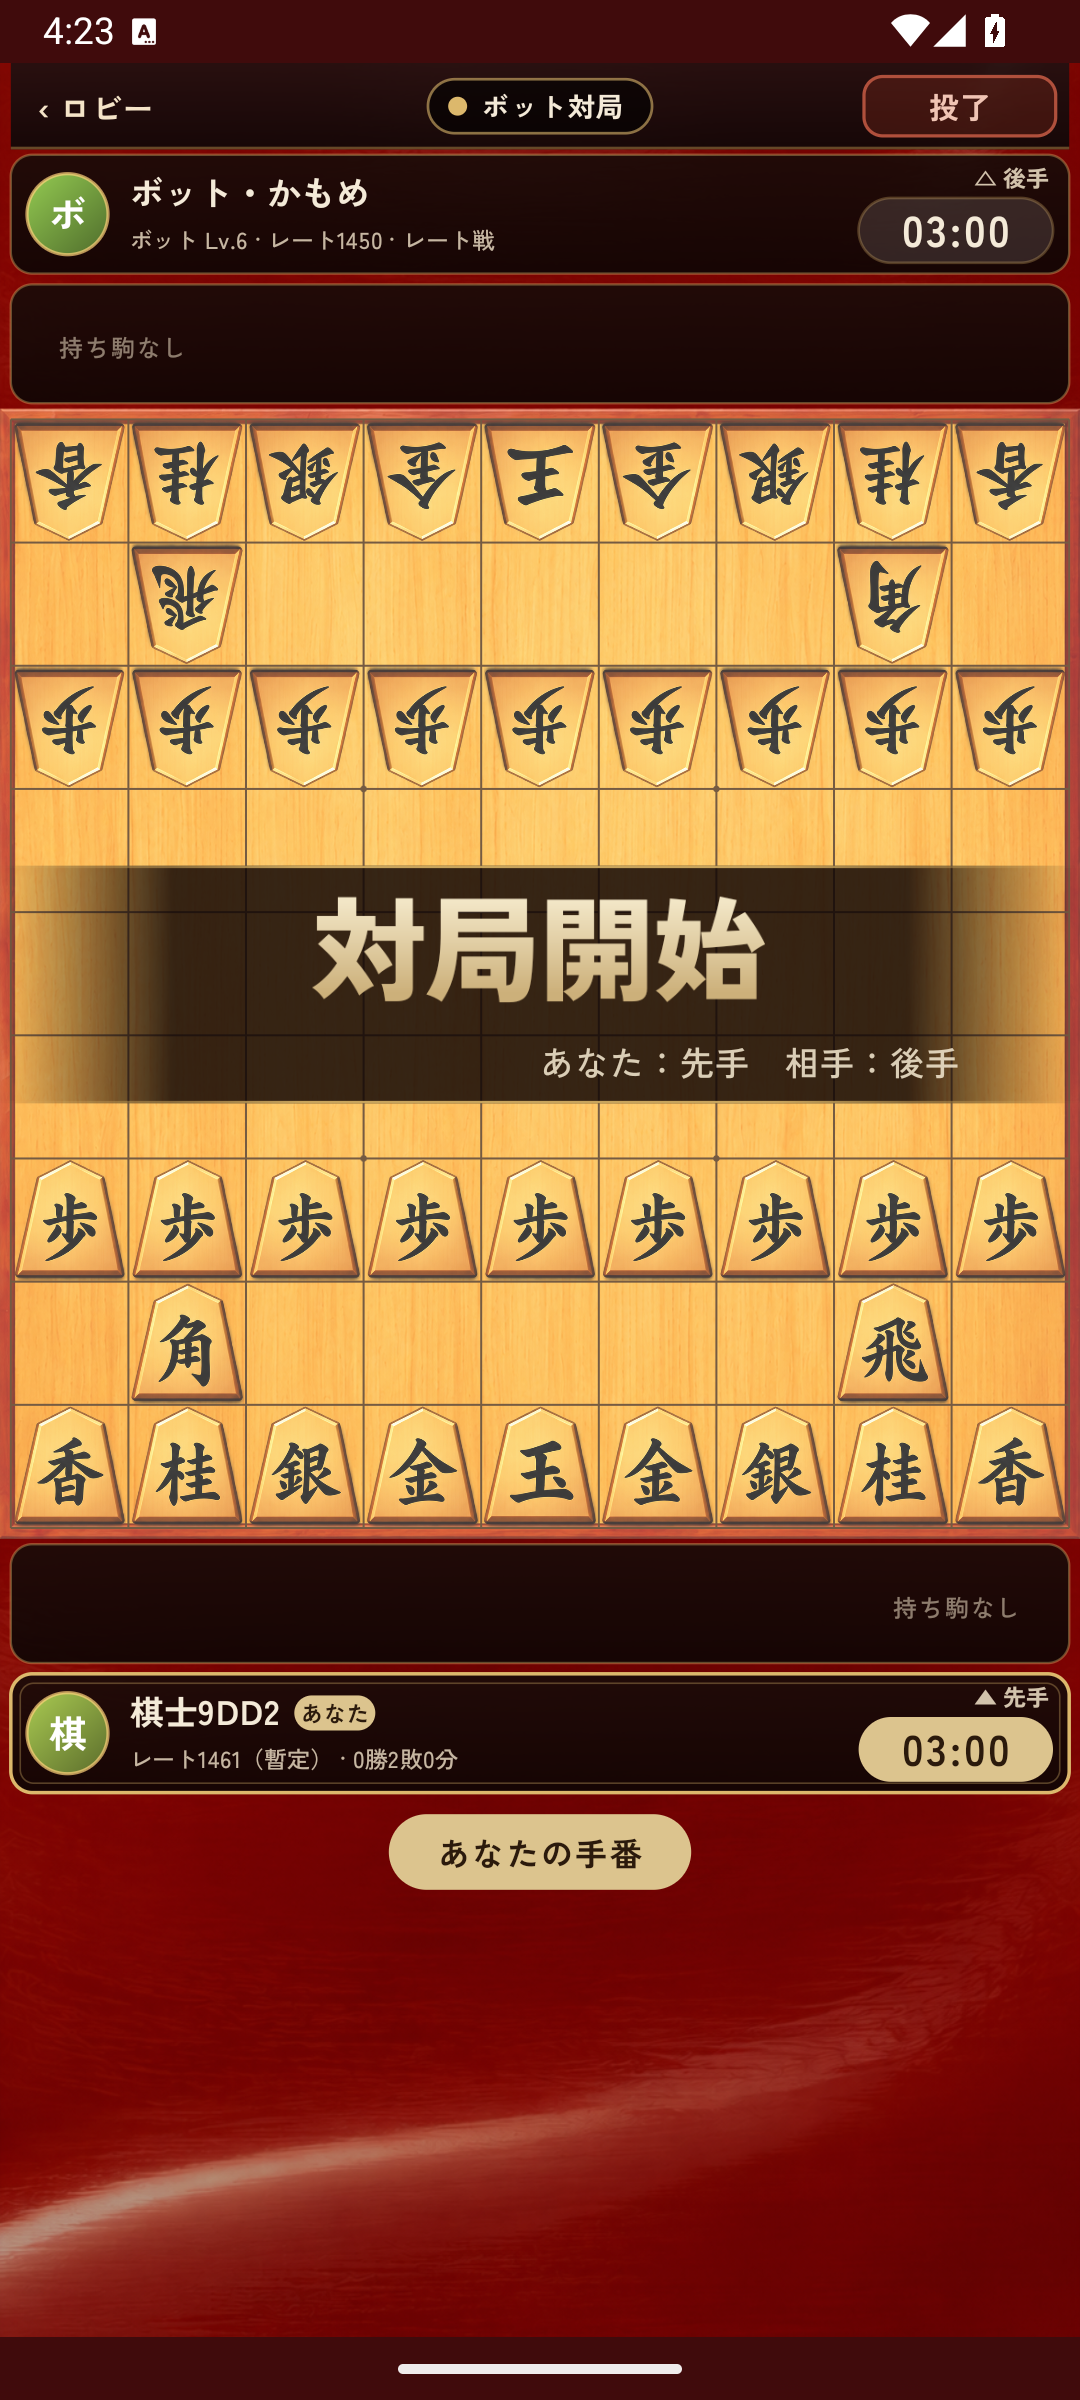 4:23 A
‹ ロビー
ボット対局
投了
ボ
ボット・かもめ
ボット Lv.6・レート1450・レート戦
△ 後手
03:00
持ち駒なし
香 桂 銀 金 王 金 銀 桂 香
飛 角
歩 歩 歩 歩 歩 歩 歩 歩 歩
対局開始
あなた：先手　相手：後手
歩 歩 歩 歩 歩 歩 歩 歩 歩
角 飛
香 桂 銀 金 玉 金 銀 桂 香
持ち駒なし
棋
棋士9DD2 あなた
レート1461（暫定）・0勝2敗0分
▲ 先手
03:00
あなたの手番